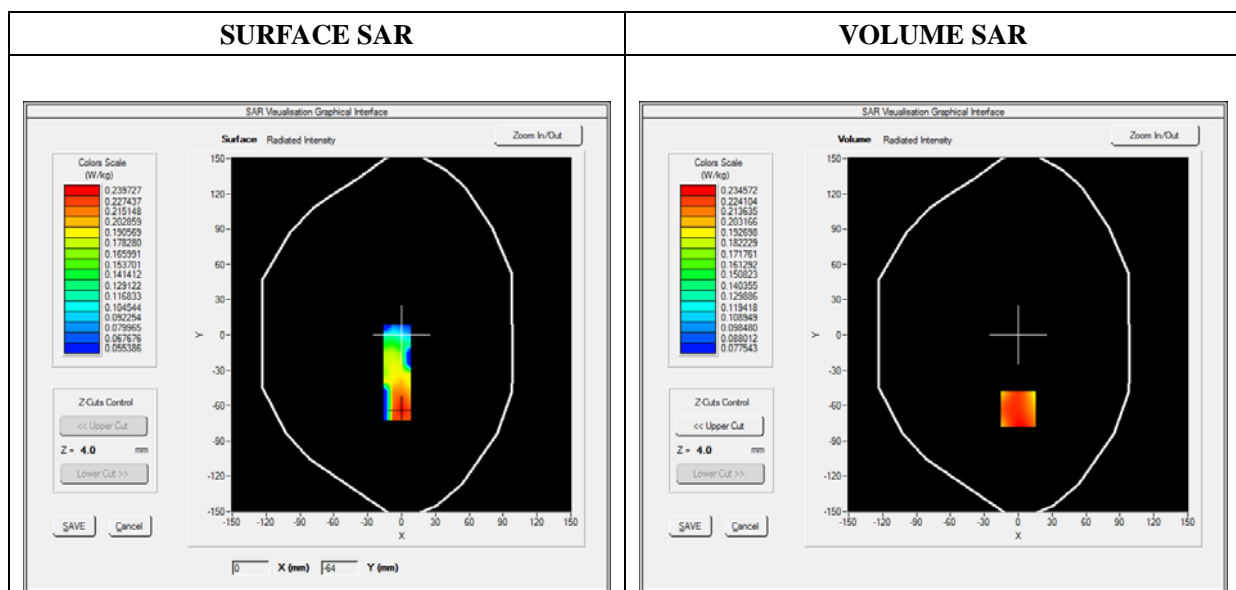 SURFACE SAR
VOLUME SAR
SAR Visualisation Graphical Interface
Surface Radiated Intensity
Zoom In/Out
Colors Scale
(W/kg)
0.239727
0.227437
0.215148
0.202859
0.190569
0.178280
0.165991
0.153701
0.141412
0.129122
0.116833
0.104544
0.092254
0.079965
0.067676
0.055386
Z-Cuts Control
<< Upper Cut
Z = 4.0 mm
Lower Cut >>
SAVE Cancel
150
120
90
60
30
0
-30
-60
-90
-120
-150
Y
-150 -120 -90 -60 -30 0 30 60 90 120 150
X
0 X (mm) -64 Y (mm)
SAR Visualisation Graphical Interface
Volume Radiated Intensity
Zoom In/Out
Colors Scale
(W/kg)
0.234572
0.224104
0.213635
0.203166
0.192698
0.182229
0.171761
0.161292
0.150823
0.140355
0.129886
0.119418
0.108949
0.098480
0.088012
0.077543
Z-Cuts Control
<< Upper Cut
Z = 4.0 mm
Lower Cut >>
SAVE Cancel
150
120
90
60
30
0
-30
-60
-90
-120
-150
Y
-150 -120 -90 -60 -30 0 30 60 90 120 150
X